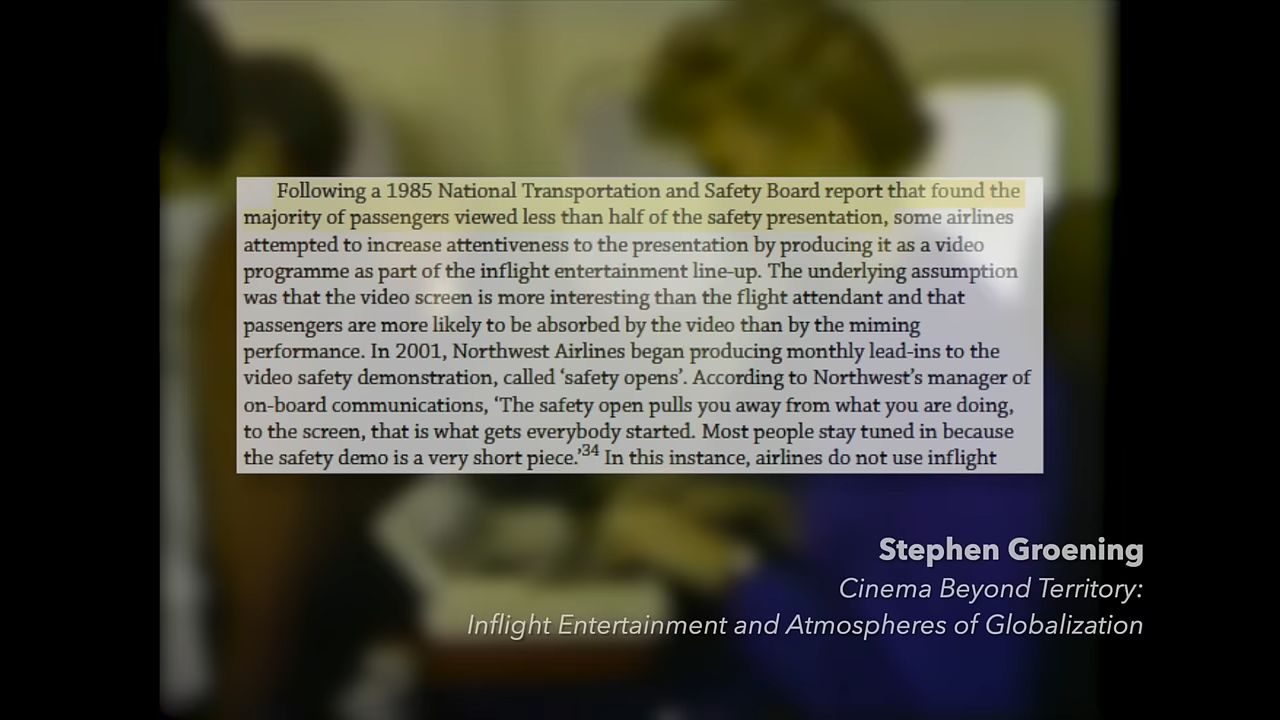 Following a 1985 National Transportation and Safety Board report that found the
majority of passengers viewed less than half of the safety presentation, some airlines
attempted to increase attentiveness to the presentation by producing it as a video
programme as part of the inflight entertainment line-up. The underlying assumption
was that the video screen is more interesting than the flight attendant and that
passengers are more likely to be absorbed by the video than by the miming
performance. In 2001, Northwest Airlines began producing monthly lead-ins to the
video safety demonstration, called ‘safety opens’. According to Northwest’s manager of
on-board communications, ‘The safety open pulls you away from what you are doing,
to the screen, that is what gets everybody started. Most people stay tuned in because
the safety demo is a very short piece.’34 In this instance, airlines do not use inflight
Stephen Groening
Cinema Beyond Territory:
Inflight Entertainment and Atmospheres of Globalization